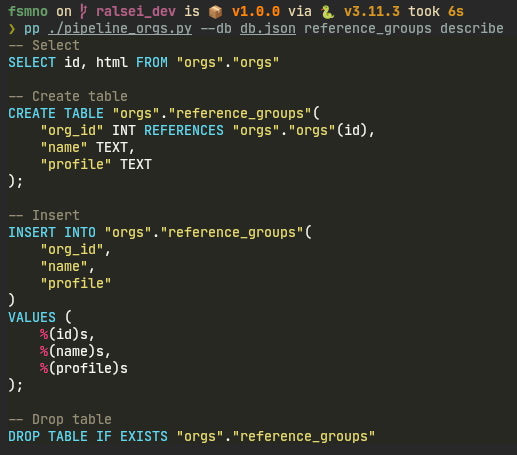 fsmno on ralsei_dev is 📦 v1.0.0 via 🐍 v3.11.3 took 6s
❯ pp ./pipeline_orgs.py --db db.json reference_groups describe
-- Select
SELECT id, html FROM "orgs"."orgs"

-- Create table
CREATE TABLE "orgs"."reference_groups"(
    "org_id" INT REFERENCES "orgs"."orgs"(id),
    "name" TEXT,
    "profile" TEXT
);

-- Insert
INSERT INTO "orgs"."reference_groups"(
    "org_id",
    "name",
    "profile"
)
VALUES (
    %(id)s,
    %(name)s,
    %(profile)s
);

-- Drop table
DROP TABLE IF EXISTS "orgs"."reference_groups"